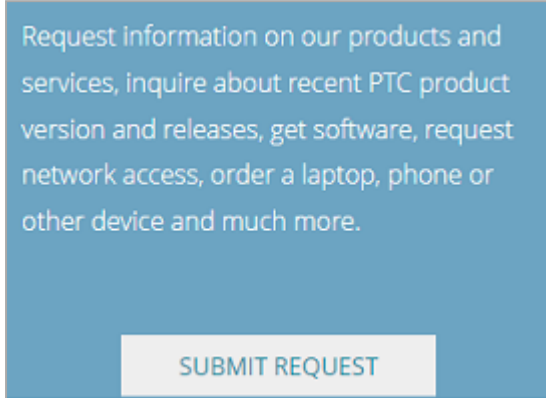 Request information on our products and
services, inquire about recent PTC product
version and releases, get software, request
network access, order a laptop, phone or
other device and much more.
SUBMIT REQUEST